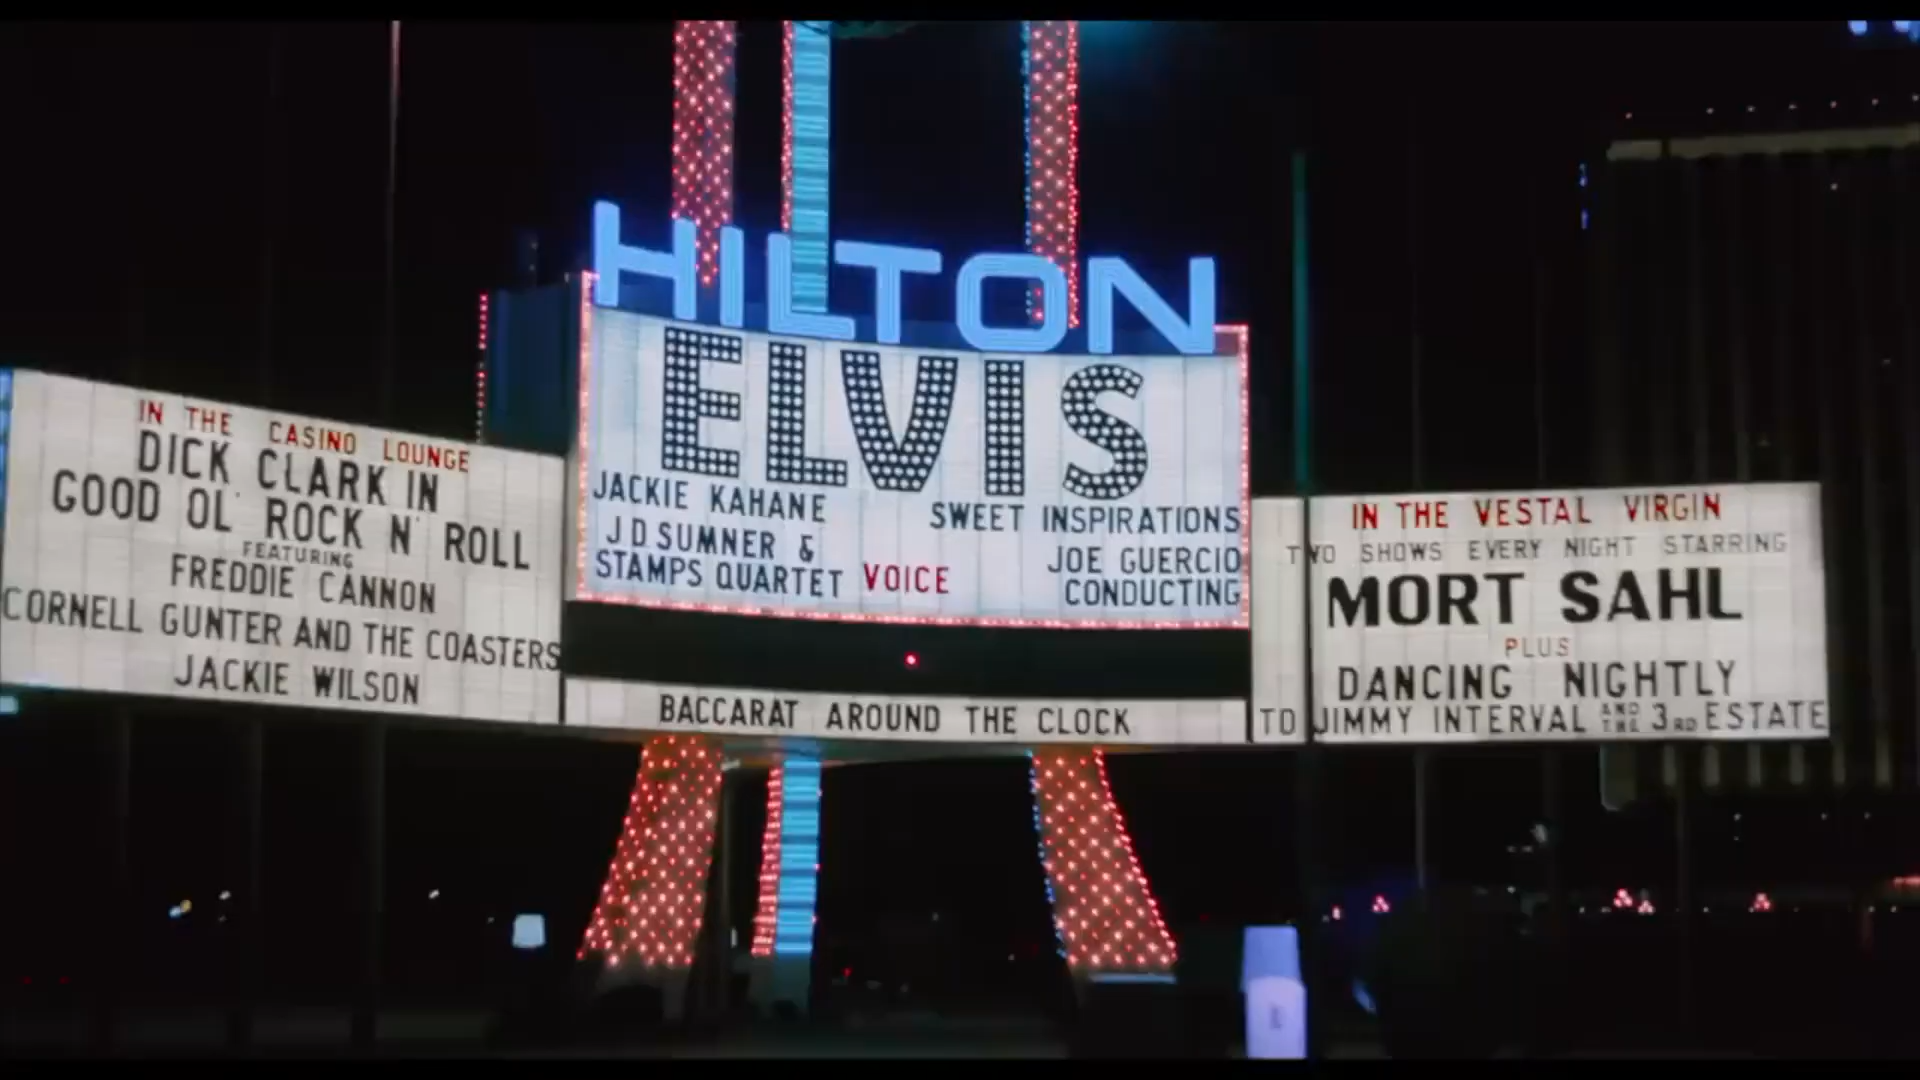 HILTON
ELVIS
JACKIE KAHANE
J D SUMNER &
STAMPS QUARTET
VOICE
SWEET INSPIRATIONS
JOE GUERCIO
CONDUCTING
BACCARAT AROUND THE CLOCK
IN THE CASINO LOUNGE
DICK CLARK IN
GOOD OL' ROCK N' ROLL
FEATURING
FREDDIE CANNON
CORNELL GUNTER AND THE COASTERS
JACKIE WILSON
IN THE VESTAL VIRGIN
TWO SHOWS EVERY NIGHT STARRING
MORT SAHL
PLUS
DANCING NIGHTLY
TO JIMMY INTERVAL AND THE 3RD ESTATE